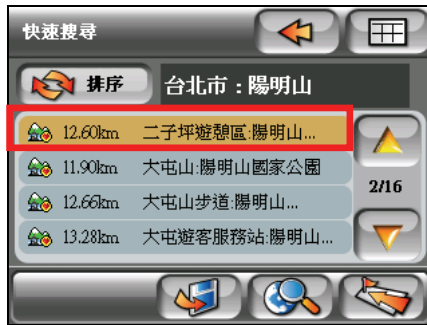 快速搜尋
排序 台北市：陽明山
12.60km 二子坪遊憩區:陽明山...
11.90km 大屯山:陽明山國家公園
2/16
12.66km 大屯山步道:陽明山...
13.28km 大屯遊客服務站:陽明山...